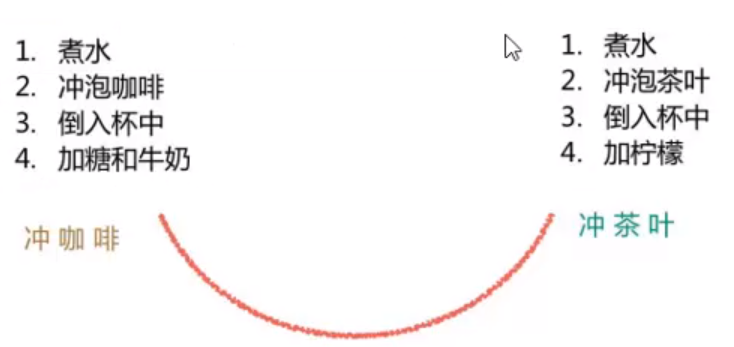 1. 煮水
2. 冲泡咖啡
3. 倒入杯中
4. 加糖和牛奶
冲咖啡
1. 煮水
2. 冲泡茶叶
3. 倒入杯中
4. 加柠檬
冲茶叶